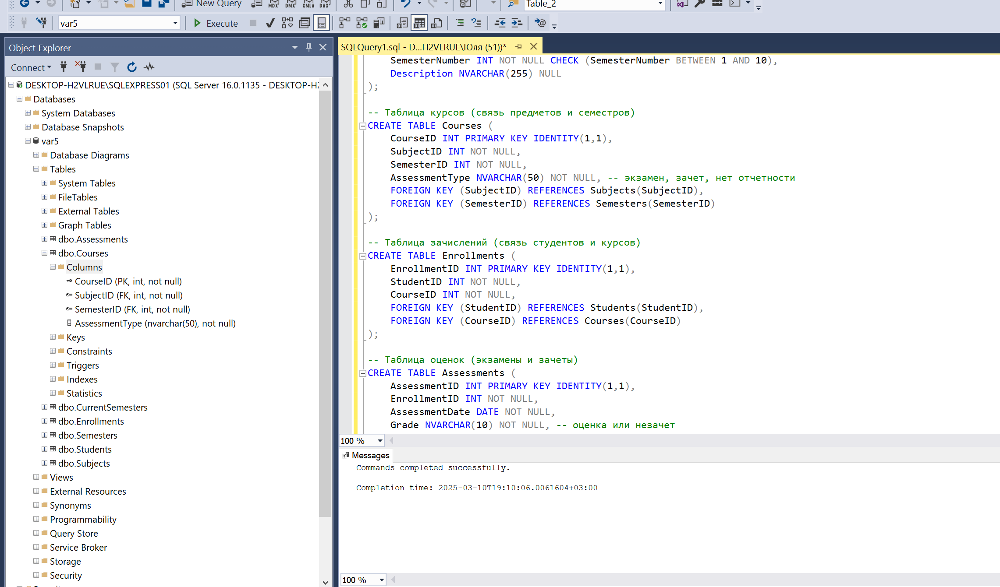 New Query
MDX
DMX
XMLA
DAX
Table_2
var5
Execute
Object Explorer
Connect
DESKTOP-H2VLRUE\SQLEXPRESS01 (SQL Server 16.0.1135 - DESKTOP-H2
Databases
System Databases
Database Snapshots
var5
Database Diagrams
Tables
System Tables
FileTables
External Tables
Graph Tables
dbo.Assessments
dbo.Courses
Columns
CourseID (PK, int, not null)
SubjectID (FK, int, not null)
SemesterID (FK, int, not null)
AssessmentType (nvarchar(50), not null)
Keys
Constraints
Triggers
Indexes
Statistics
dbo.CurrentSemesters
dbo.Enrollments
dbo.Semesters
dbo.Students
dbo.Subjects
Views
External Resources
Synonyms
Programmability
Query Store
Service Broker
Storage
Security
SQLQuery1.sql - D...H2VLRUE\Юля (51))*
SemesterNumber INT NOT NULL CHECK (SemesterNumber BETWEEN 1 AND 10),
Description NVARCHAR(255) NULL
);
-- Таблица курсов (связь предметов и семестров)
CREATE TABLE Courses (
CourseID INT PRIMARY KEY IDENTITY(1,1),
SubjectID INT NOT NULL,
SemesterID INT NOT NULL,
AssessmentType NVARCHAR(50) NOT NULL, -- экзамен, зачет, нет отчетности
FOREIGN KEY (SubjectID) REFERENCES Subjects(SubjectID),
FOREIGN KEY (SemesterID) REFERENCES Semesters(SemesterID)
);
-- Таблица зачислений (связь студентов и курсов)
CREATE TABLE Enrollments (
EnrollmentID INT PRIMARY KEY IDENTITY(1,1),
StudentID INT NOT NULL,
CourseID INT NOT NULL,
FOREIGN KEY (StudentID) REFERENCES Students(StudentID),
FOREIGN KEY (CourseID) REFERENCES Courses(CourseID)
);
-- Таблица оценок (экзамены и зачеты)
CREATE TABLE Assessments (
AssessmentID INT PRIMARY KEY IDENTITY(1,1),
EnrollmentID INT NOT NULL,
AssessmentDate DATE NOT NULL,
Grade NVARCHAR(10) NOT NULL, -- оценка или незачет
100 %
Messages
Commands completed successfully.
Completion time: 2025-03-10T19:10:06.0061604+03:00
100 %